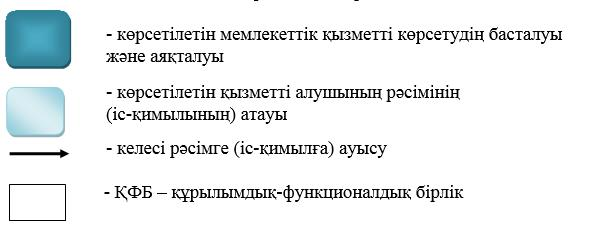 - көрсетілетін мемлекеттік қызметті көрсетудің басталуы
және аяқталуы
- көрсетілетін қызметті алушының рәсімінің
(іс-қимылының) атауы
- келесі рәсімге (іс-қимылға) ауысу
- ҚФБ – құрылымдық-функционалдық бірлік